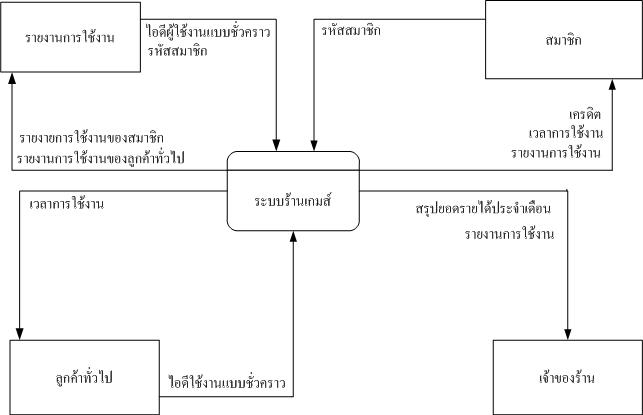 รายงานการใช้งาน
ไอดีผู้ใช้งานแบบชั่วคราว
รหัสสมาชิก
รหัสสมาชิก
สมาชิก
รายงายการใช้งานของสมาชิก
รายงานการใช้งานของลูกค้าทั่วไป
เครดิต
เวลาการใช้งาน
รายงานการใช้งาน
ระบบร้านเกมส์
เวลาการใช้งาน
สรุปยอดรายได้ประจำเดือน
รายงานการใช้งาน
ลูกค้าทั่วไป
ไอดีใช้งานแบบชั่วคราว
เจ้าของร้าน